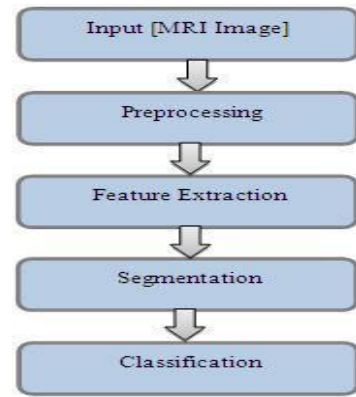 Input [MRI Image]
Preprocessing
Feature Extraction
Segmentation
Classification